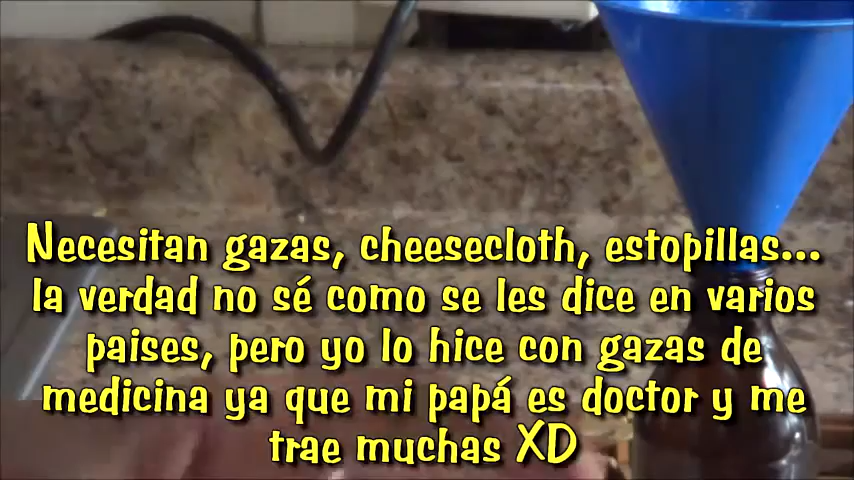 Necesitan gazas, cheesecloth, estopillas...
la verdad no sé como se les dice en varios
paises, pero yo lo hice con gazas de
medicina ya que mi papá es doctor y me
trae muchas XD